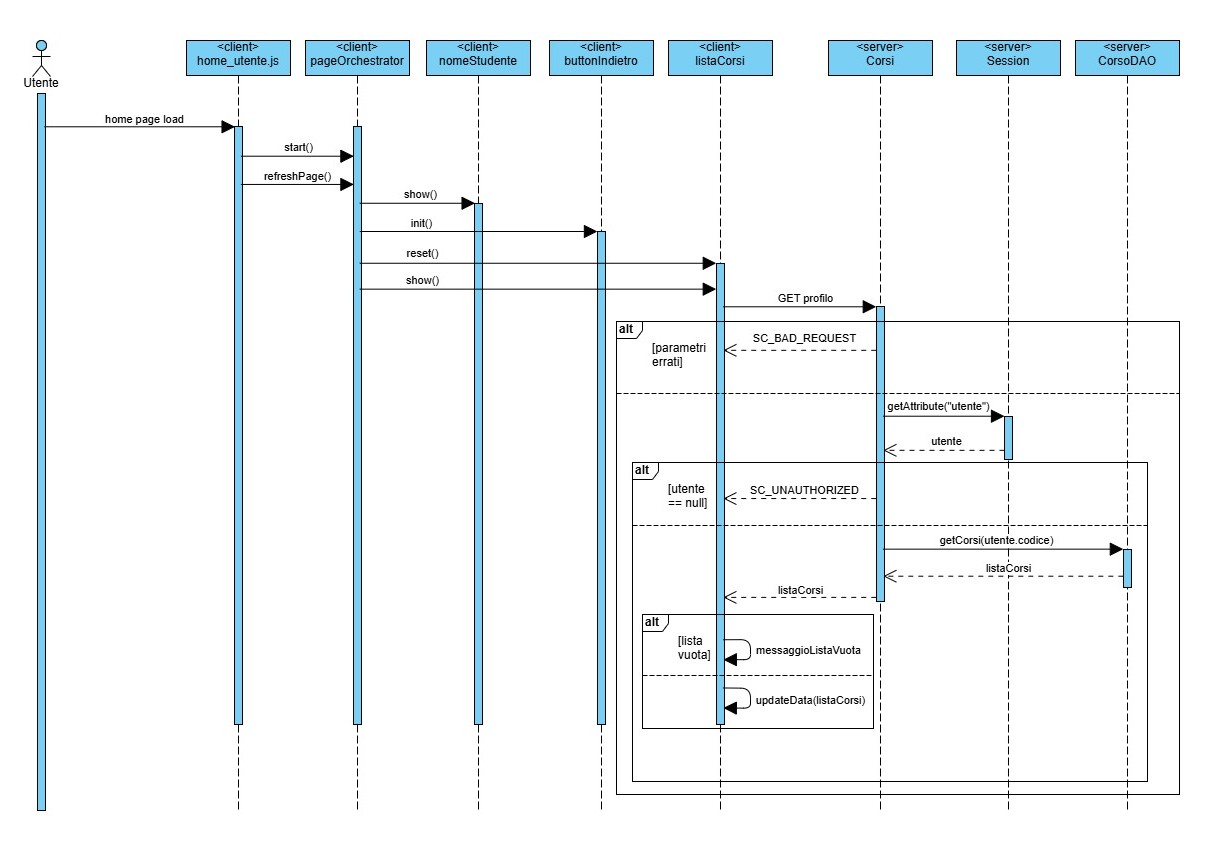 Utente
<client>
home_utente.js
<client>
pageOrchestrator
<client>
nomeStudente
<client>
buttonIndietro
<client>
listaCorsi
<server>
Corsi
<server>
Session
<server>
CorsoDAO
home page load
start()
refreshPage()
show()
init()
reset()
show()
GET profilo
alt
[parametri
errati]
SC_BAD_REQUEST
getAttribute("utente")
utente
alt
[utente
== null]
SC_UNAUTHORIZED
getCorsi(utente.codice)
listaCorsi
listaCorsi
alt
[lista
vuota]
messaggioListaVuota
updateData(listaCorsi)